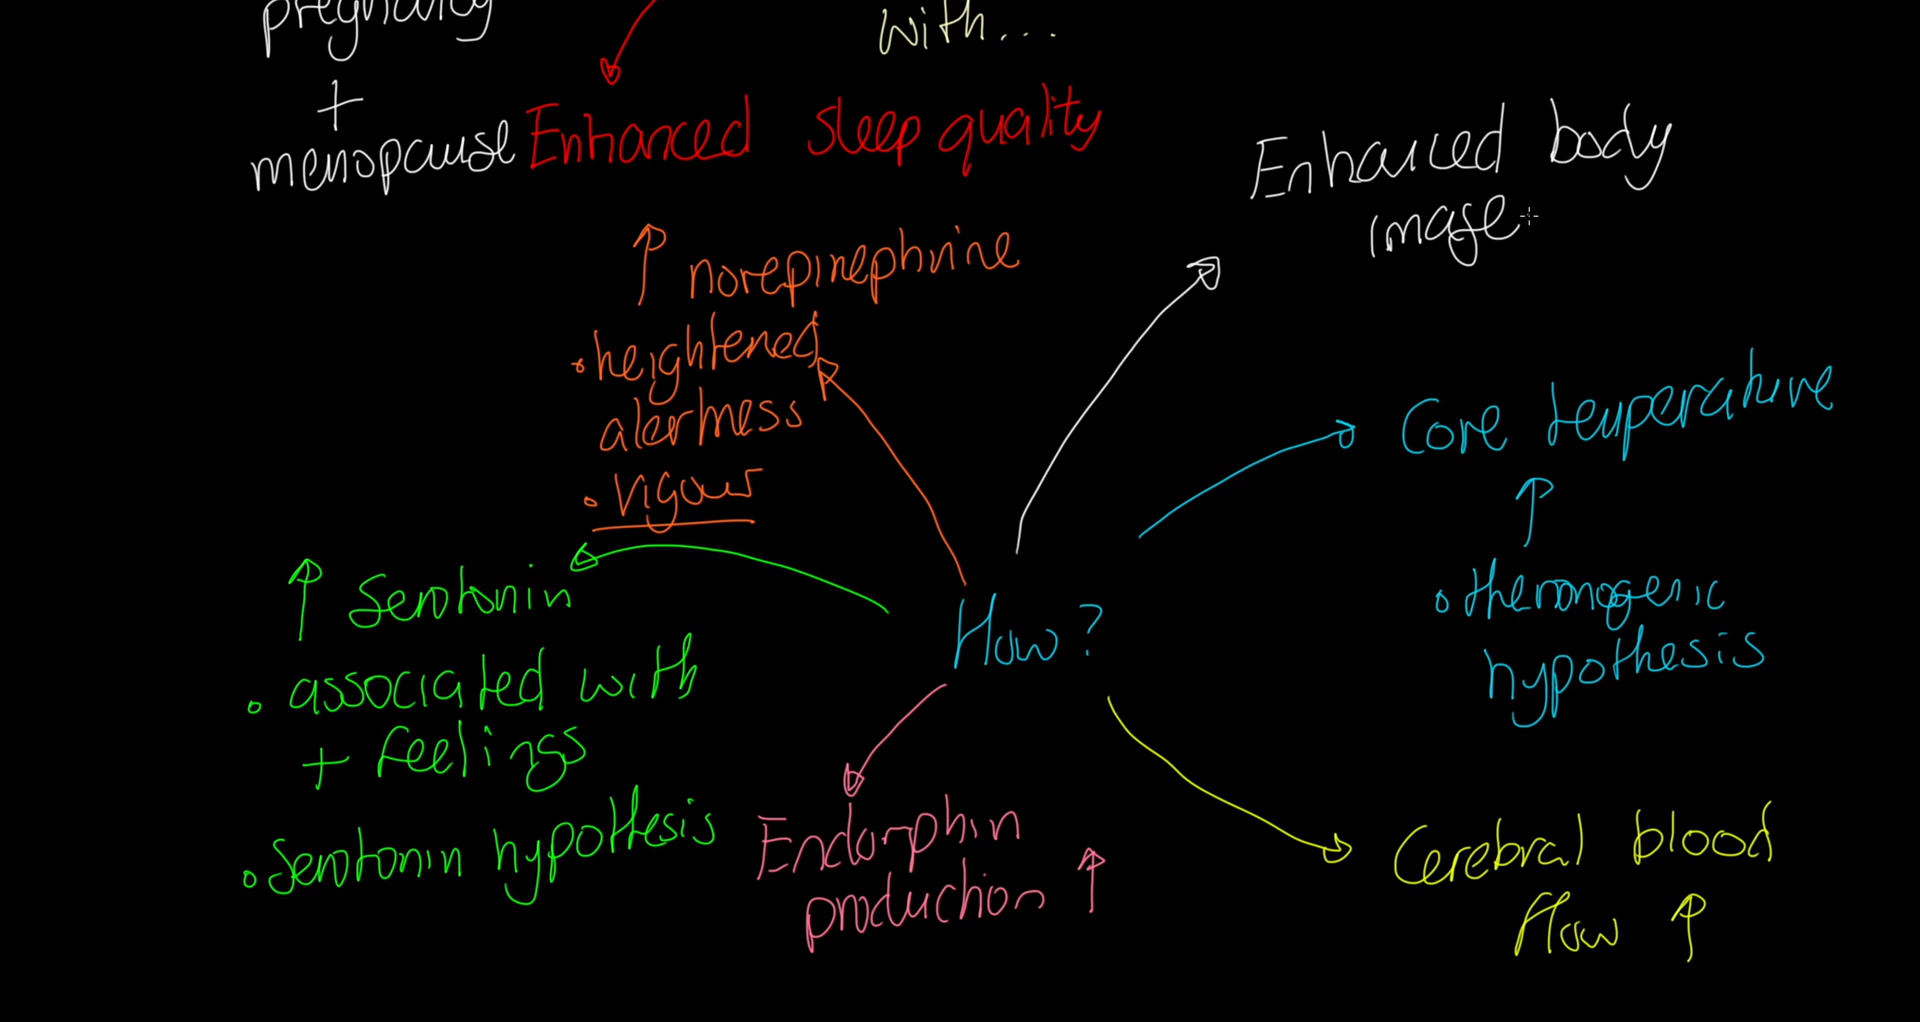 pregnancy
with...
+
menopause
Enhanced sleep quality
Enhanced body
image
↑ norepinephrine
• heightened
alertness
• vigour
Core temperature
↑
• thermogenic
hypothesis
↑ Serotonin
• associated with
+ feelings
• Serotonin hypothesis
How?
Endorphin
production ↑
Cerebral blood
flow ↑